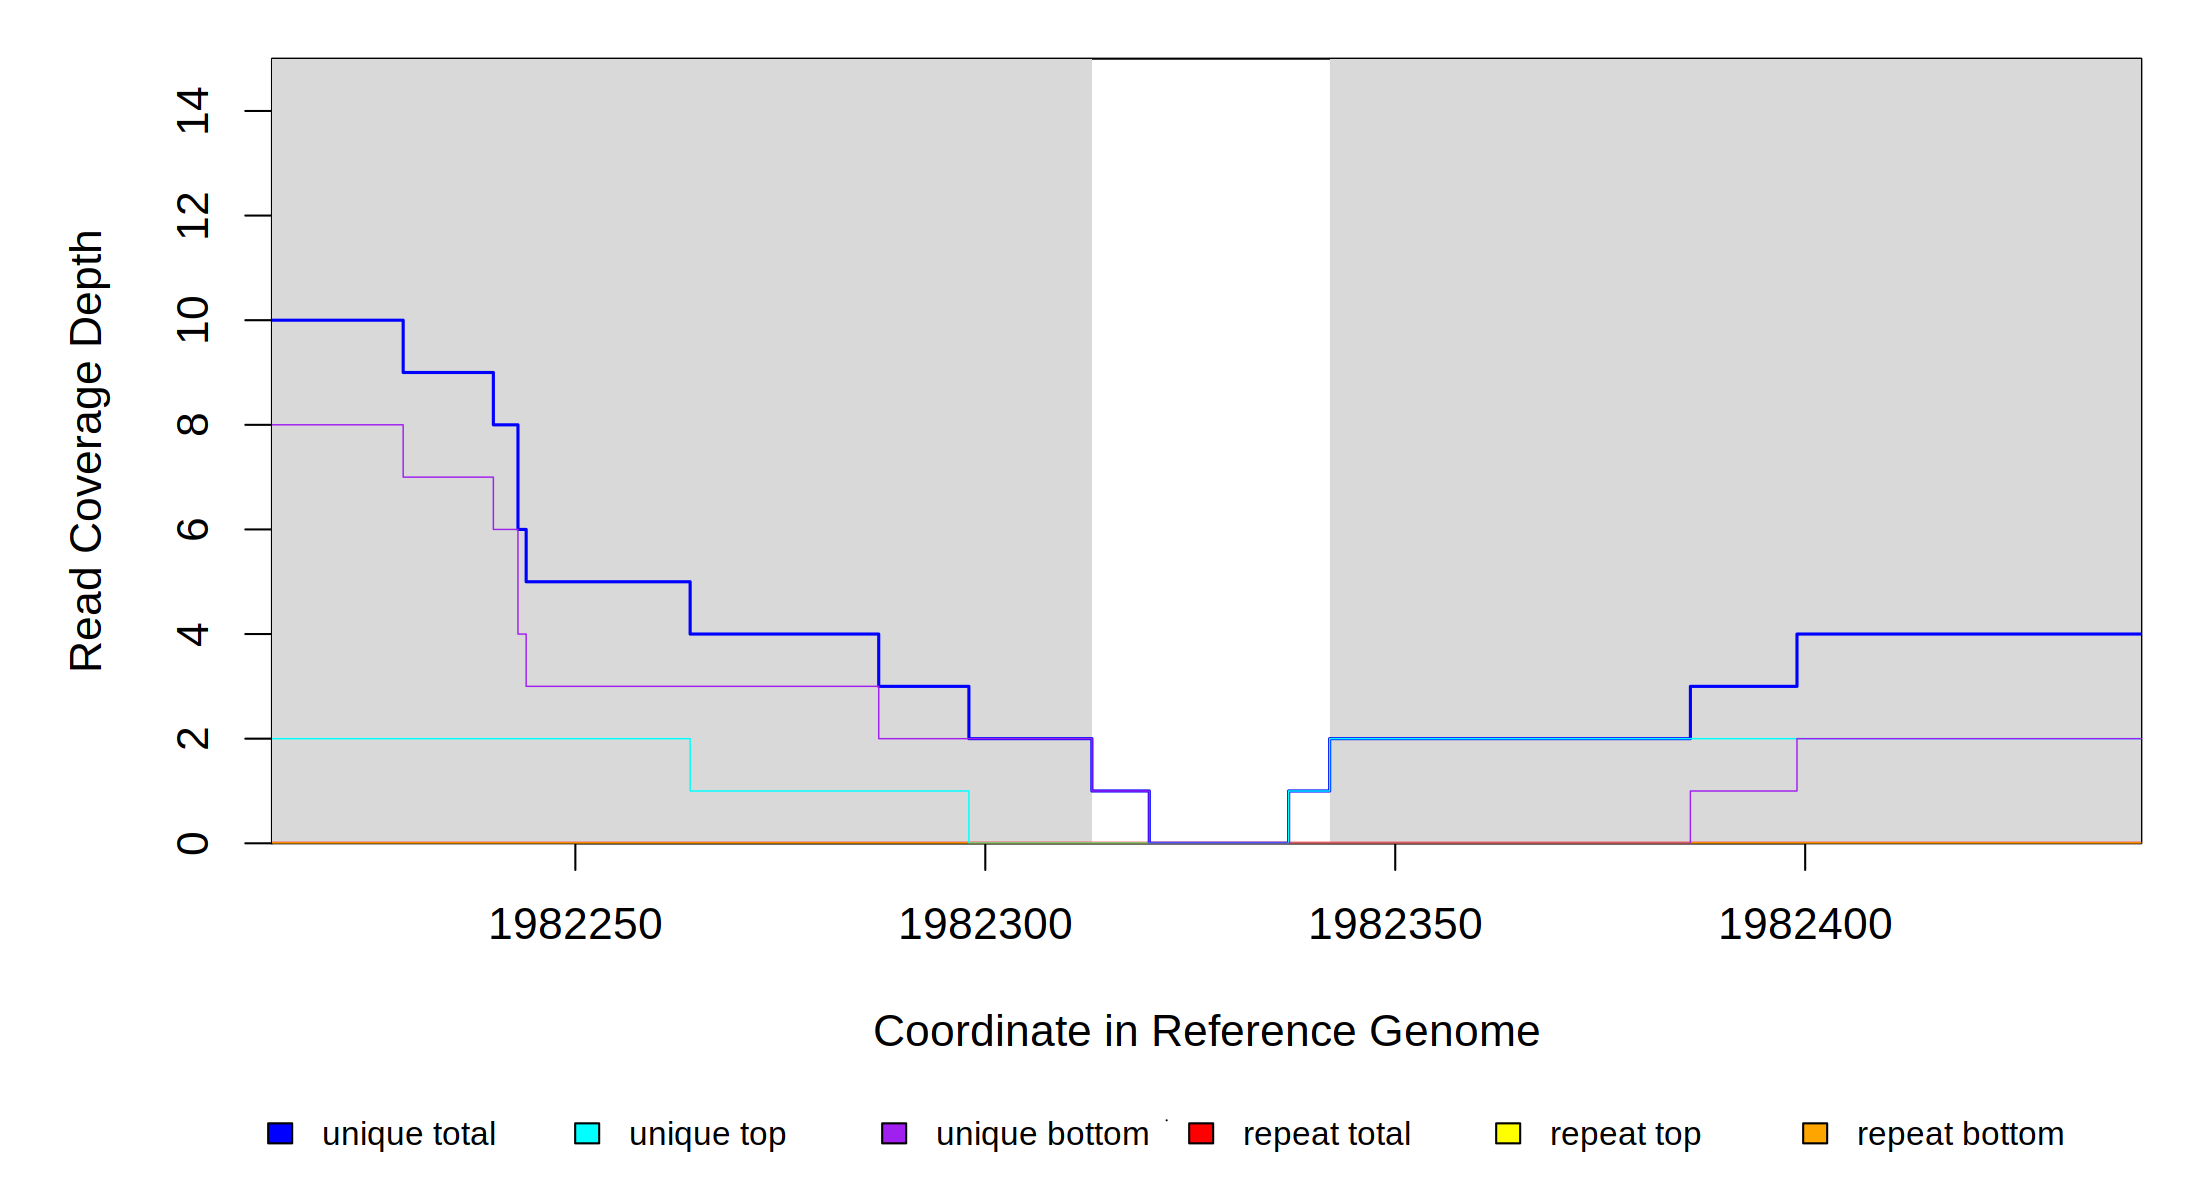 14
12
10
8
6
4
2
0
Read Coverage Depth
1982250 1982300 1982350 1982400
Coordinate in Reference Genome
unique total unique top unique bottom repeat total repeat top repeat bottom